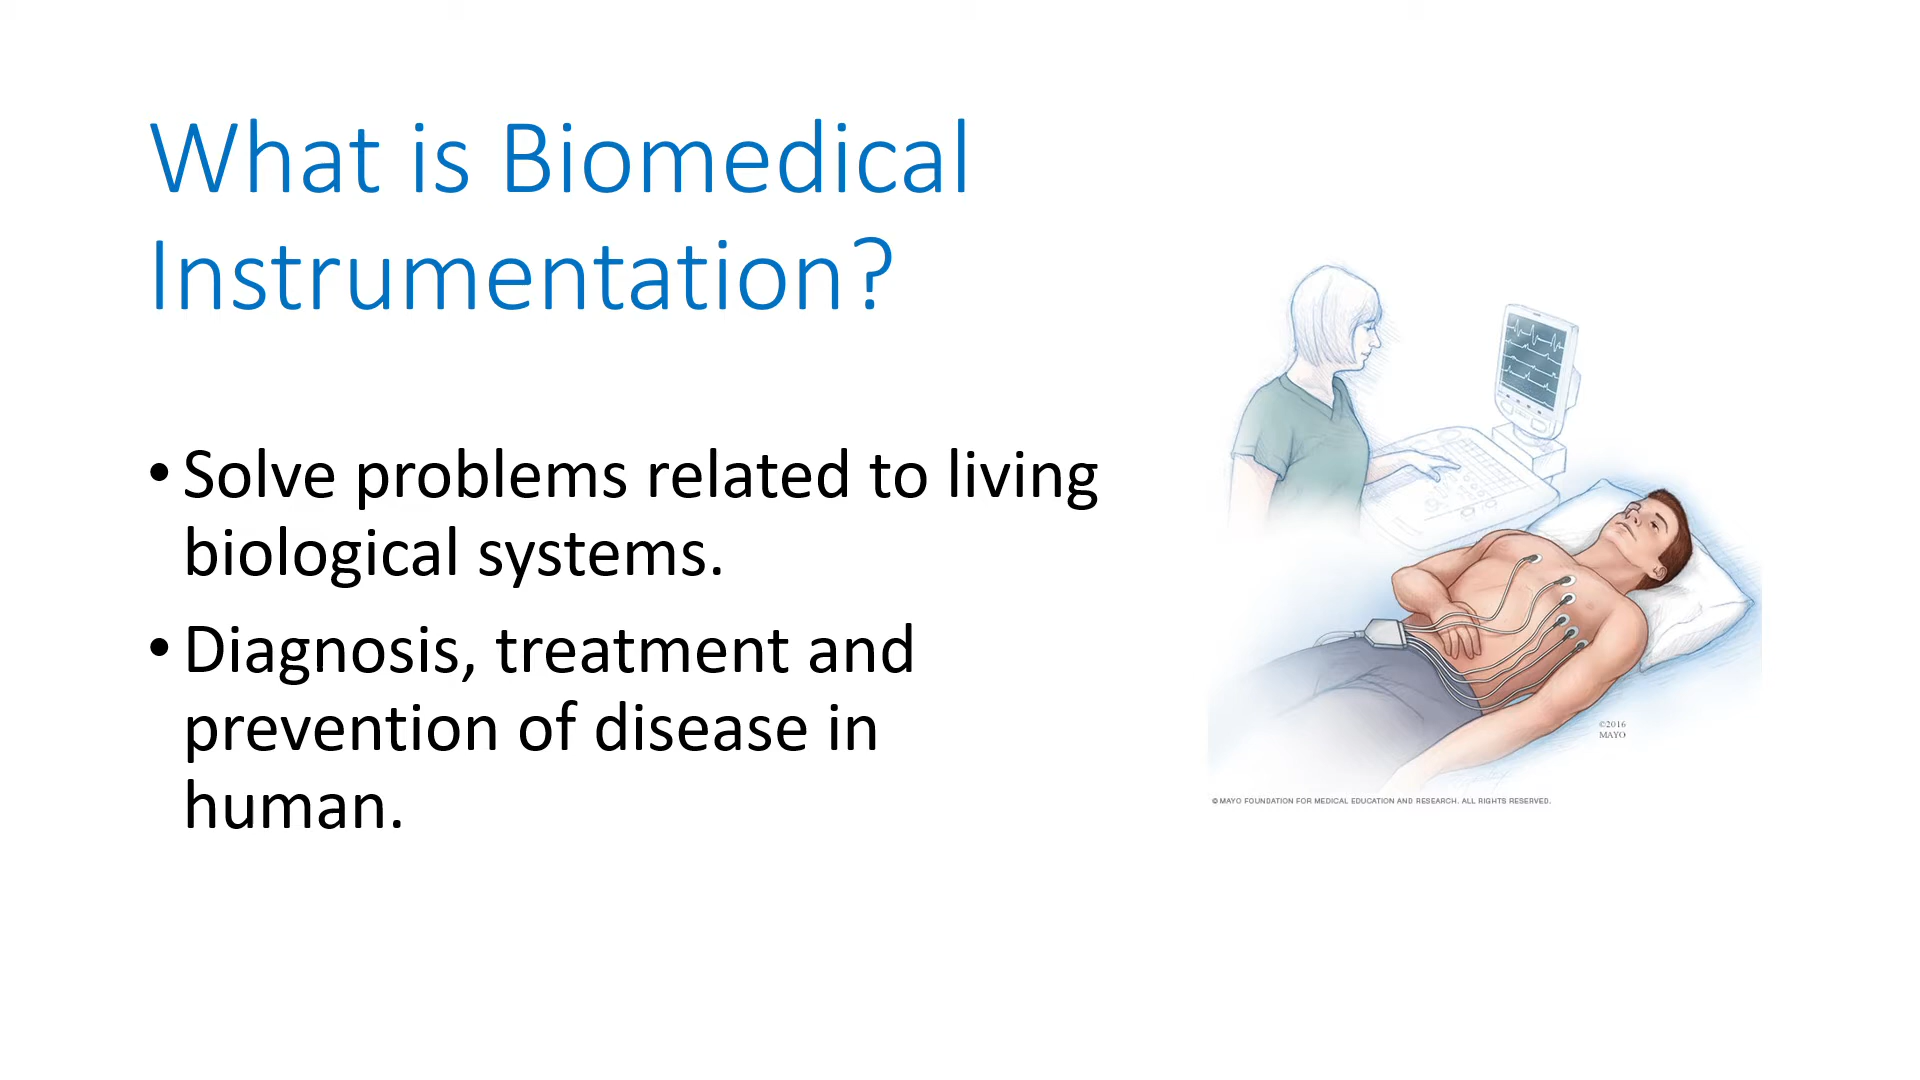 What is Biomedical
Instrumentation?
• Solve problems related to living
biological systems.
• Diagnosis, treatment and
prevention of disease in
human.
©2016
MAYO
© MAYO FOUNDATION FOR MEDICAL EDUCATION AND RESEARCH. ALL RIGHTS RESERVED.